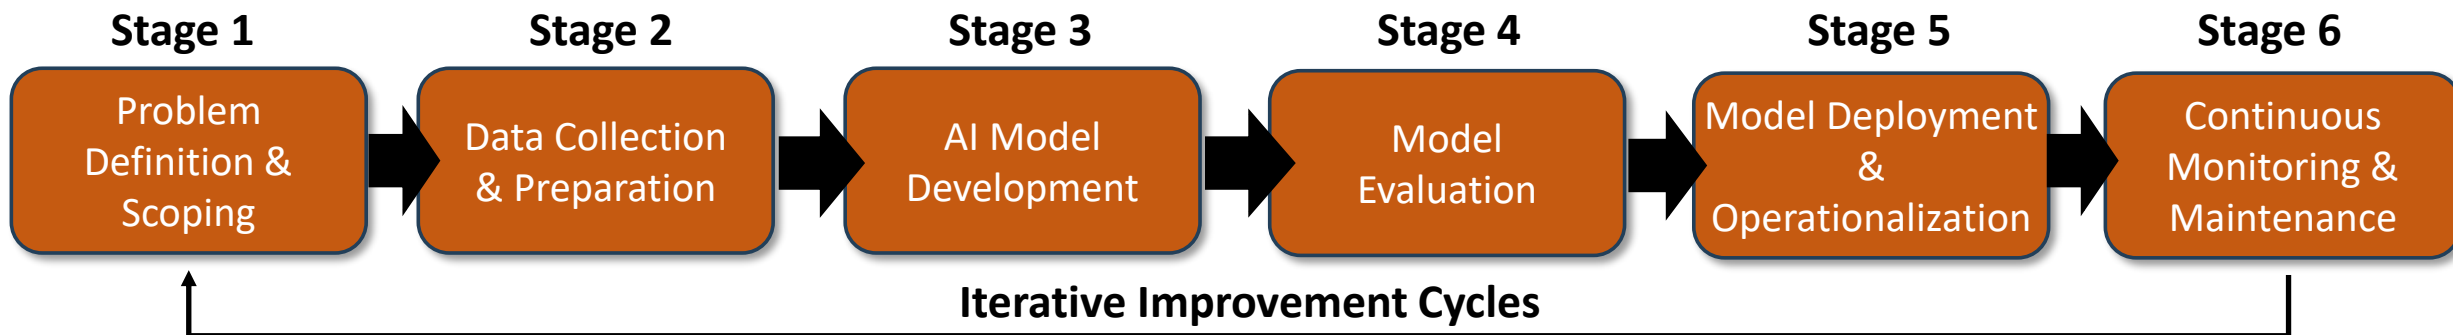 Stage 1
Problem
Definition &
Scoping
Stage 2
Data Collection
& Preparation
Stage 3
AI Model
Development
Stage 4
Model
Evaluation
Stage 5
Model Deployment
&
Operationalization
Stage 6
Continuous
Monitoring &
Maintenance
Iterative Improvement Cycles